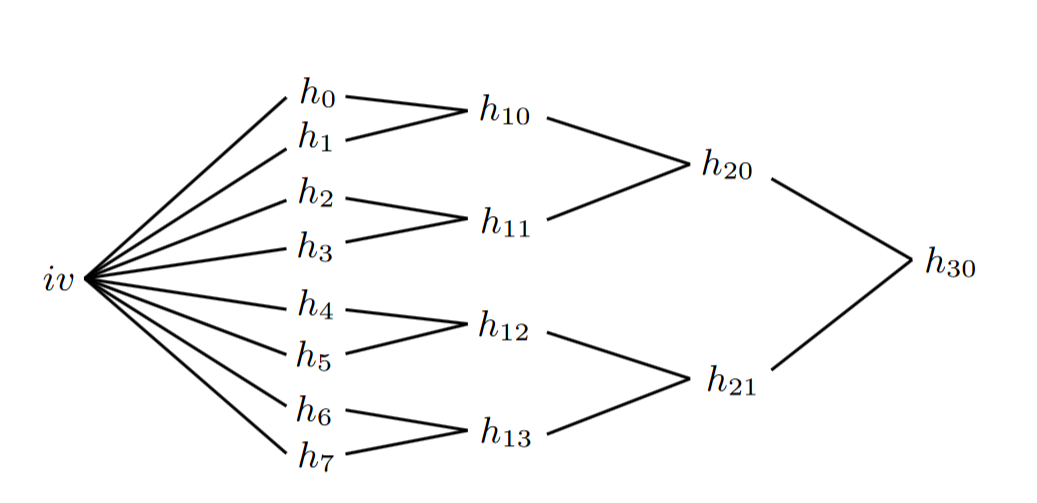 iv
h₀
h₁
h₂
h₃
h₄
h₅
h₆
h₇
h₁₀
h₁₁
h₁₂
h₁₃
h₂₀
h₂₁
h₃₀